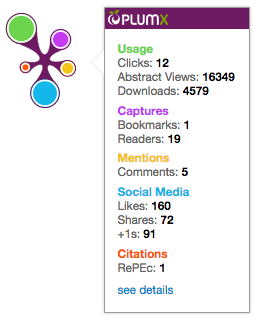 PLUMX
Usage
Clicks: 12
Abstract Views: 16349
Downloads: 4579
Captures
Bookmarks: 1
Readers: 19
Mentions
Comments: 5
Social Media
Likes: 160
Shares: 72
+1s: 91
Citations
RePEc: 1
see details